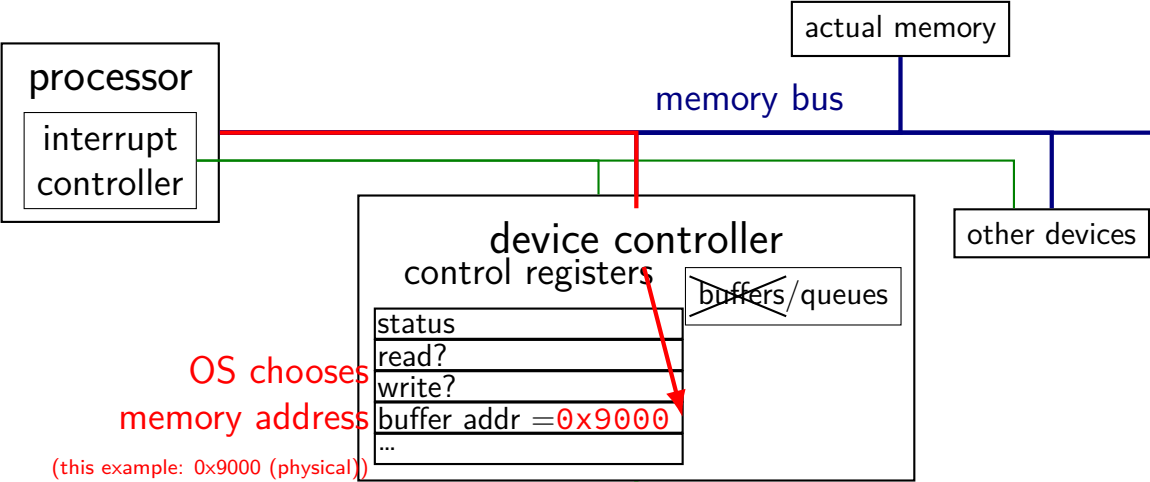 actual memory
processor
memory bus
interrupt
controller
other devices
device controller
control registers
buffers/queues
status
read?
write?
buffer addr =0x9000
...
OS chooses
memory address
(this example: 0x9000 (physical))